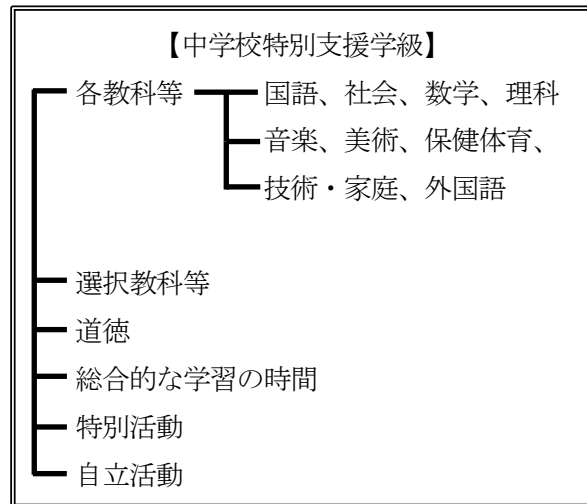 【中学校特別支援学級】
各教科等 国語、社会、数学、理科
音楽、美術、保健体育、
技術・家庭、外国語
選択教科等
道徳
総合的な学習の時間
特別活動
自立活動